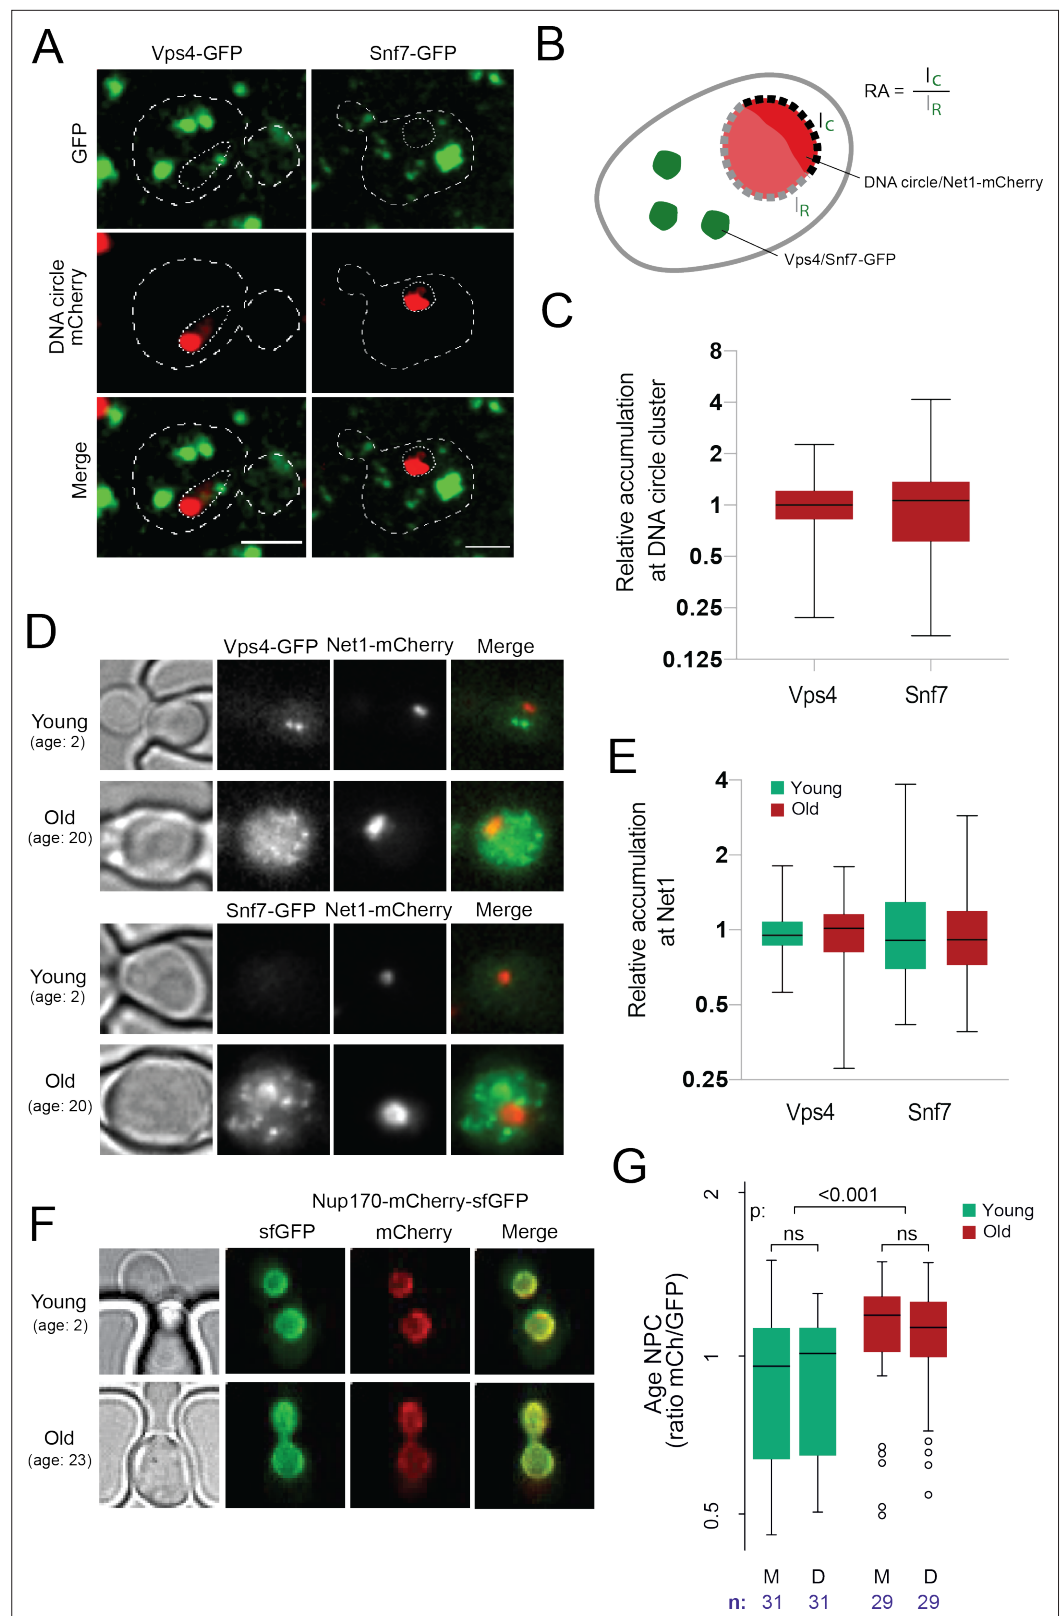 A
Vps4-GFP
Snf7-GFP
GFP
DNA circle
mCherry
Merge
B
RA = IC
IR
IC
DNA circle/Net1-mCherry
IR
Vps4/Snf7-GFP
C
Relative accumulation
at DNA circle cluster
8
4
2
1
0.5
0.25
0.125
Vps4
Snf7
D
Vps4-GFP Net1-mCherry Merge
Young
(age: 2)
Old
(age: 20)
Snf7-GFP Net1-mCherry Merge
Young
(age: 2)
Old
(age: 20)
E
Relative accumulation
at Net1
4
2
1
0.5
0.25
Young
Old
Vps4
Snf7
F
Nup170-mCherry-sfGFP
sfGFP mCherry Merge
Young
(age: 2)
Old
(age: 23)
G
Age NPC
(ratio mCh/GFP)
2
1
0.5
p:
<0.001
ns
ns
Young
Old
M D M D
n: 31 31 29 29